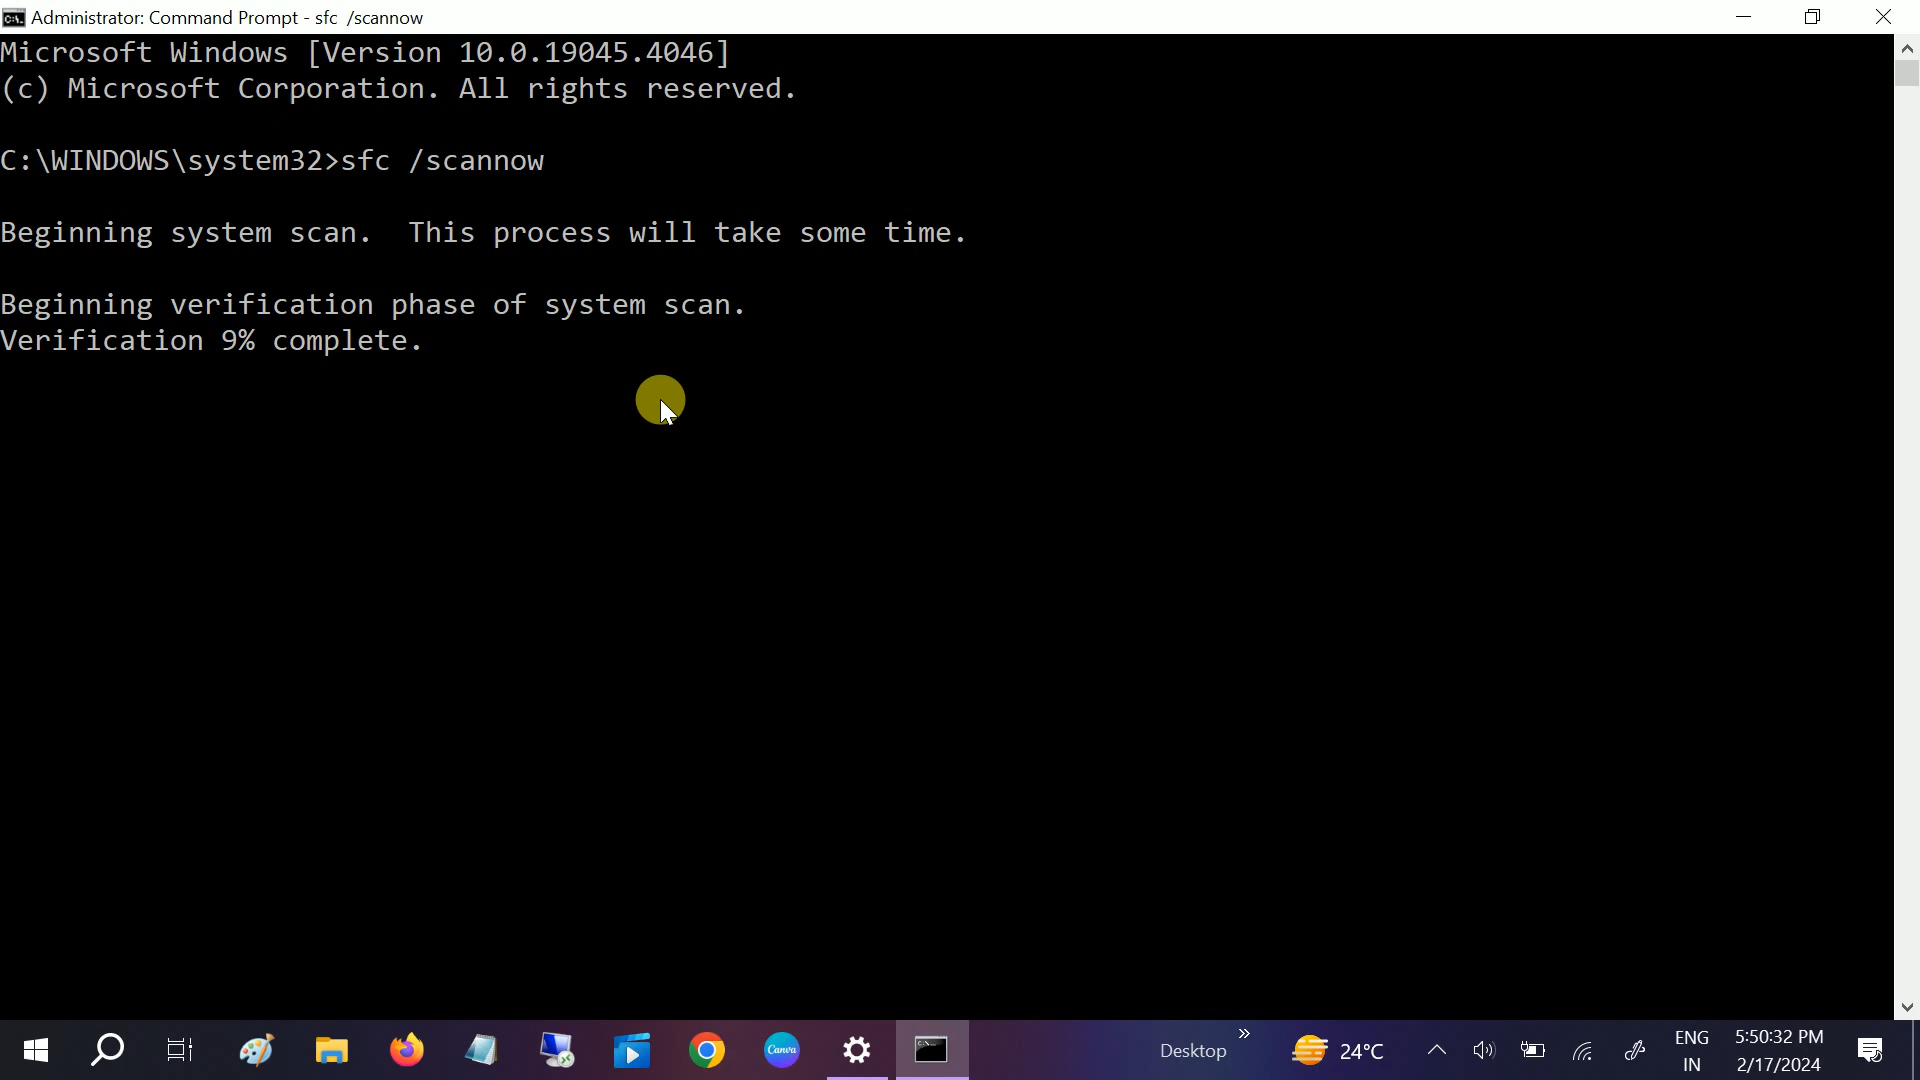 Administrator: Command Prompt - sfc  /scannow
Microsoft Windows [Version 10.0.19045.4046]
(c) Microsoft Corporation. All rights reserved.
C:\WINDOWS\system32>sfc /scannow
Beginning system scan.  This process will take some time.
Beginning verification phase of system scan.
Verification 9% complete.
Canva
Desktop
24°C
ENG
IN
5:50:32 PM
2/17/2024